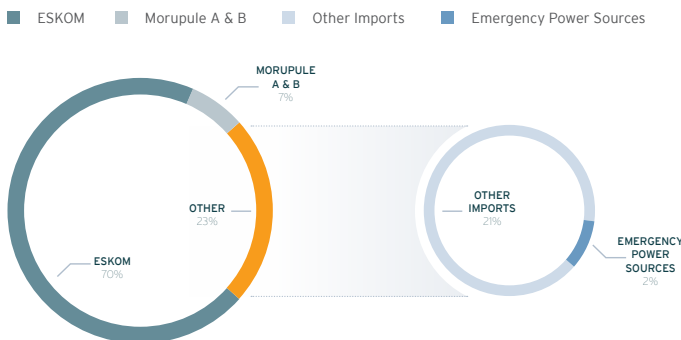 ESKOM
Morupule A & B
Other Imports
Emergency Power Sources
MORUPULE
A & B
7%
OTHER
23%
ESKOM
70%
OTHER
IMPORTS
21%
EMERGENCY
POWER
SOURCES
2%